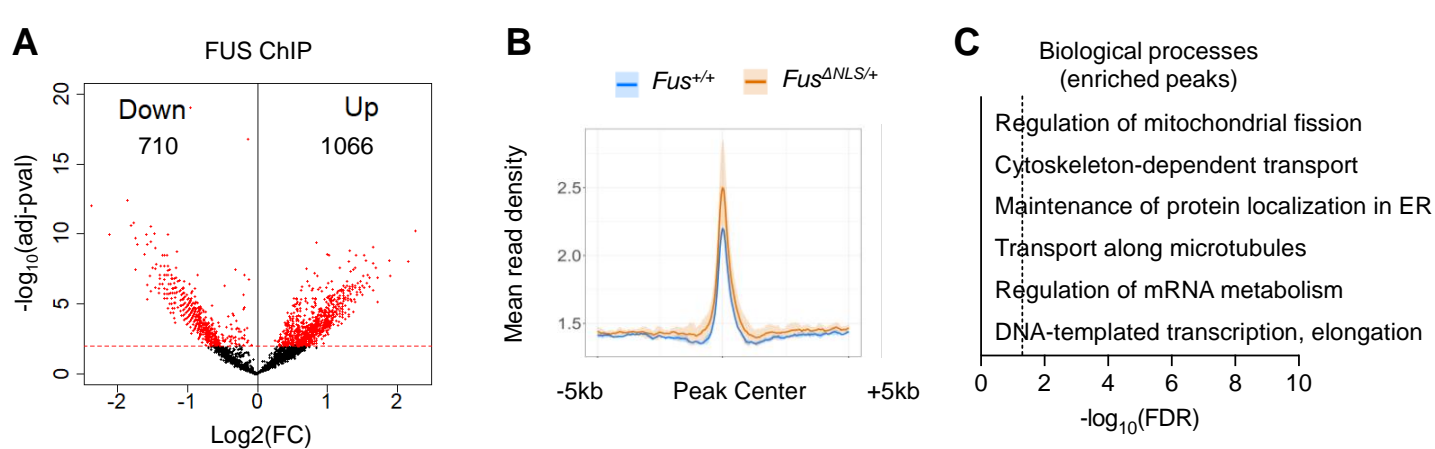 A
FUS ChIP
-log10(adj-pval)
20
15
10
5
0
Down
710
Up
1066
-2
-1
0
1
2
Log2(FC)
B
Fus+/+
FusΔNLS/+
Mean read density
2.5
2.0
1.5
-5kb
Peak Center
+5kb
C
Biological processes
(enriched peaks)
Regulation of mitochondrial fission
Cytoskeleton-dependent transport
Maintenance of protein localization in ER
Transport along microtubules
Regulation of mRNA metabolism
DNA-templated transcription, elongation
0
2
4
6
8
10
-log10(FDR)